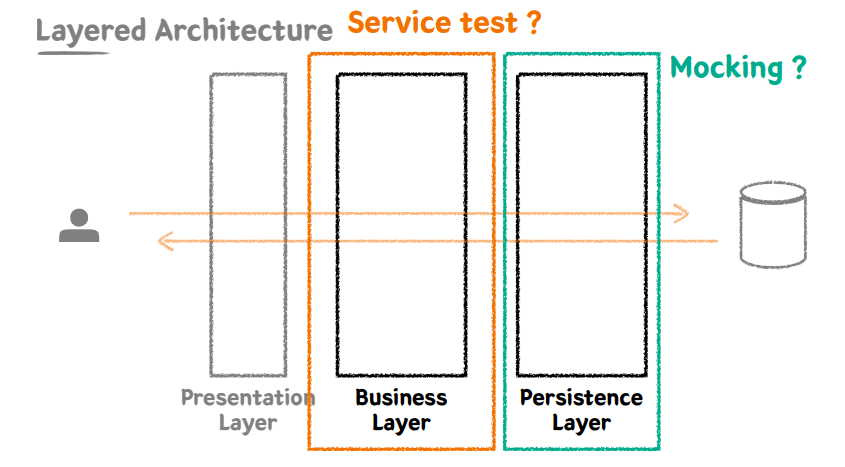 Layered Architecture
Service test ?
Mocking ?
Presentation
Layer
Business
Layer
Persistence
Layer